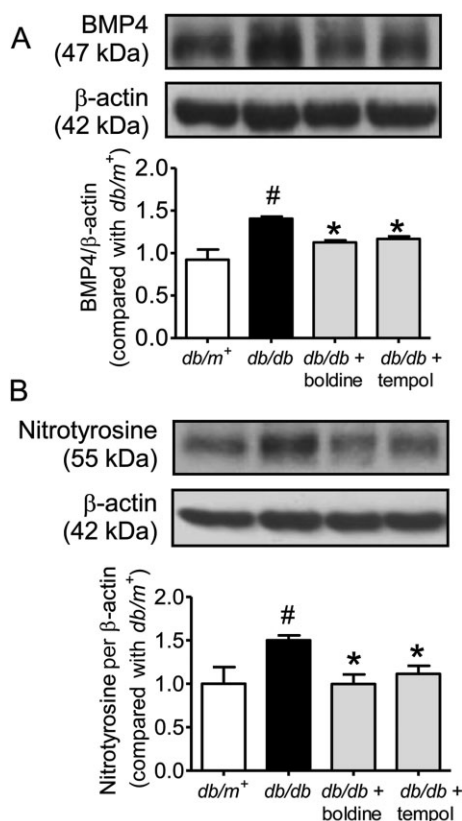 A
BMP4
(47 kDa)
β-actin
(42 kDa)
BMP4/β-actin
(compared with db/m⁺)
2.0
1.5
1.0
0.5
0.0
#
*
*
db/m⁺
db/db
db/db +
boldine
db/db +
tempol
B
Nitrotyrosine
(55 kDa)
β-actin
(42 kDa)
Nitrotyrosine per β-actin
(compared with db/m⁺)
2.0
1.5
1.0
0.5
0.0
#
*
*
db/m⁺
db/db
db/db +
boldine
db/db +
tempol